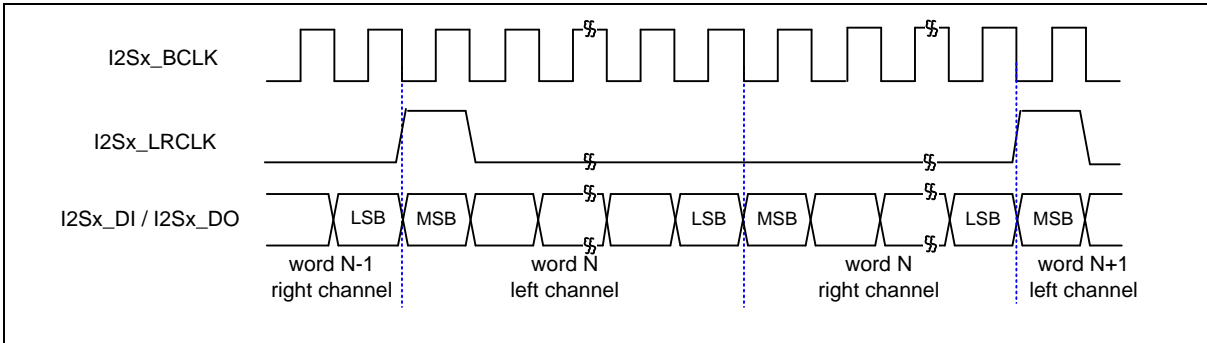 I2Sx_BCLK
I2Sx_LRCLK
I2Sx_DI / I2Sx_DO
LSB
MSB
LSB
MSB
LSB
MSB
word N-1
right channel
word N
left channel
word N
right channel
word N+1
left channel